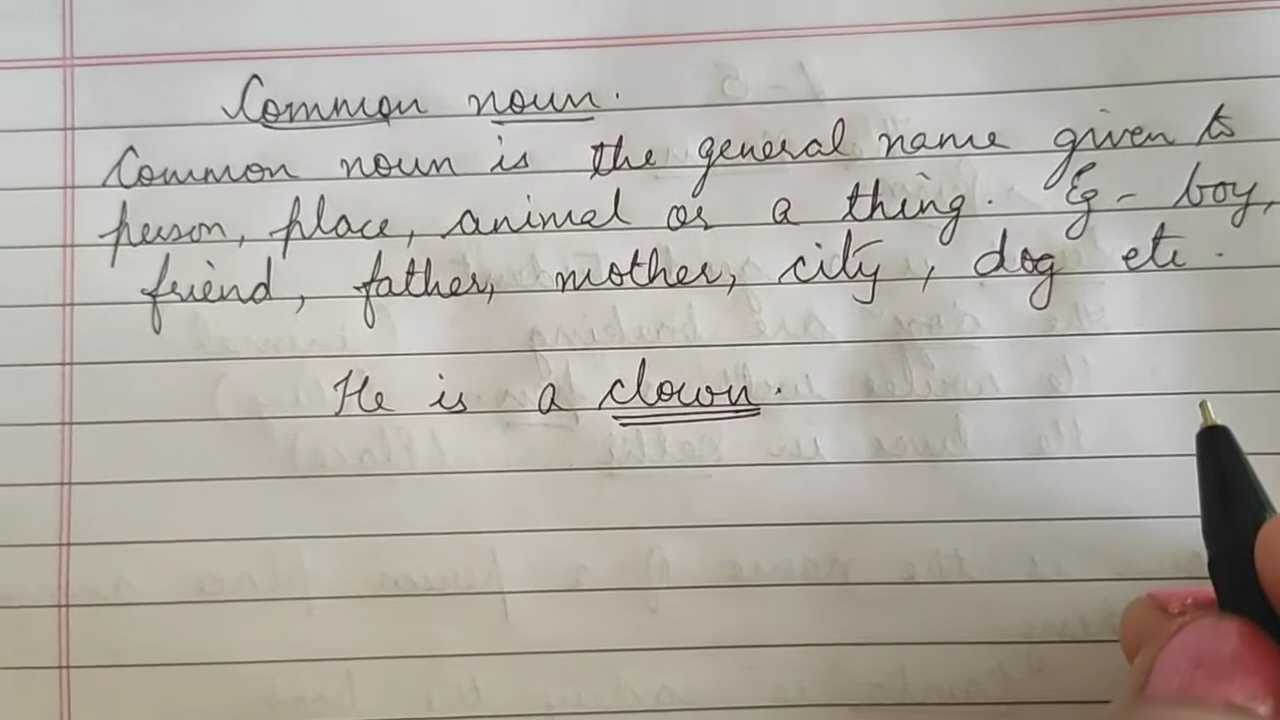 Common noun.
Common noun is the general name given to
person, place, animal or a thing. Eg - boy,
friend, father, mother, city, dog etc.
He is a clown.